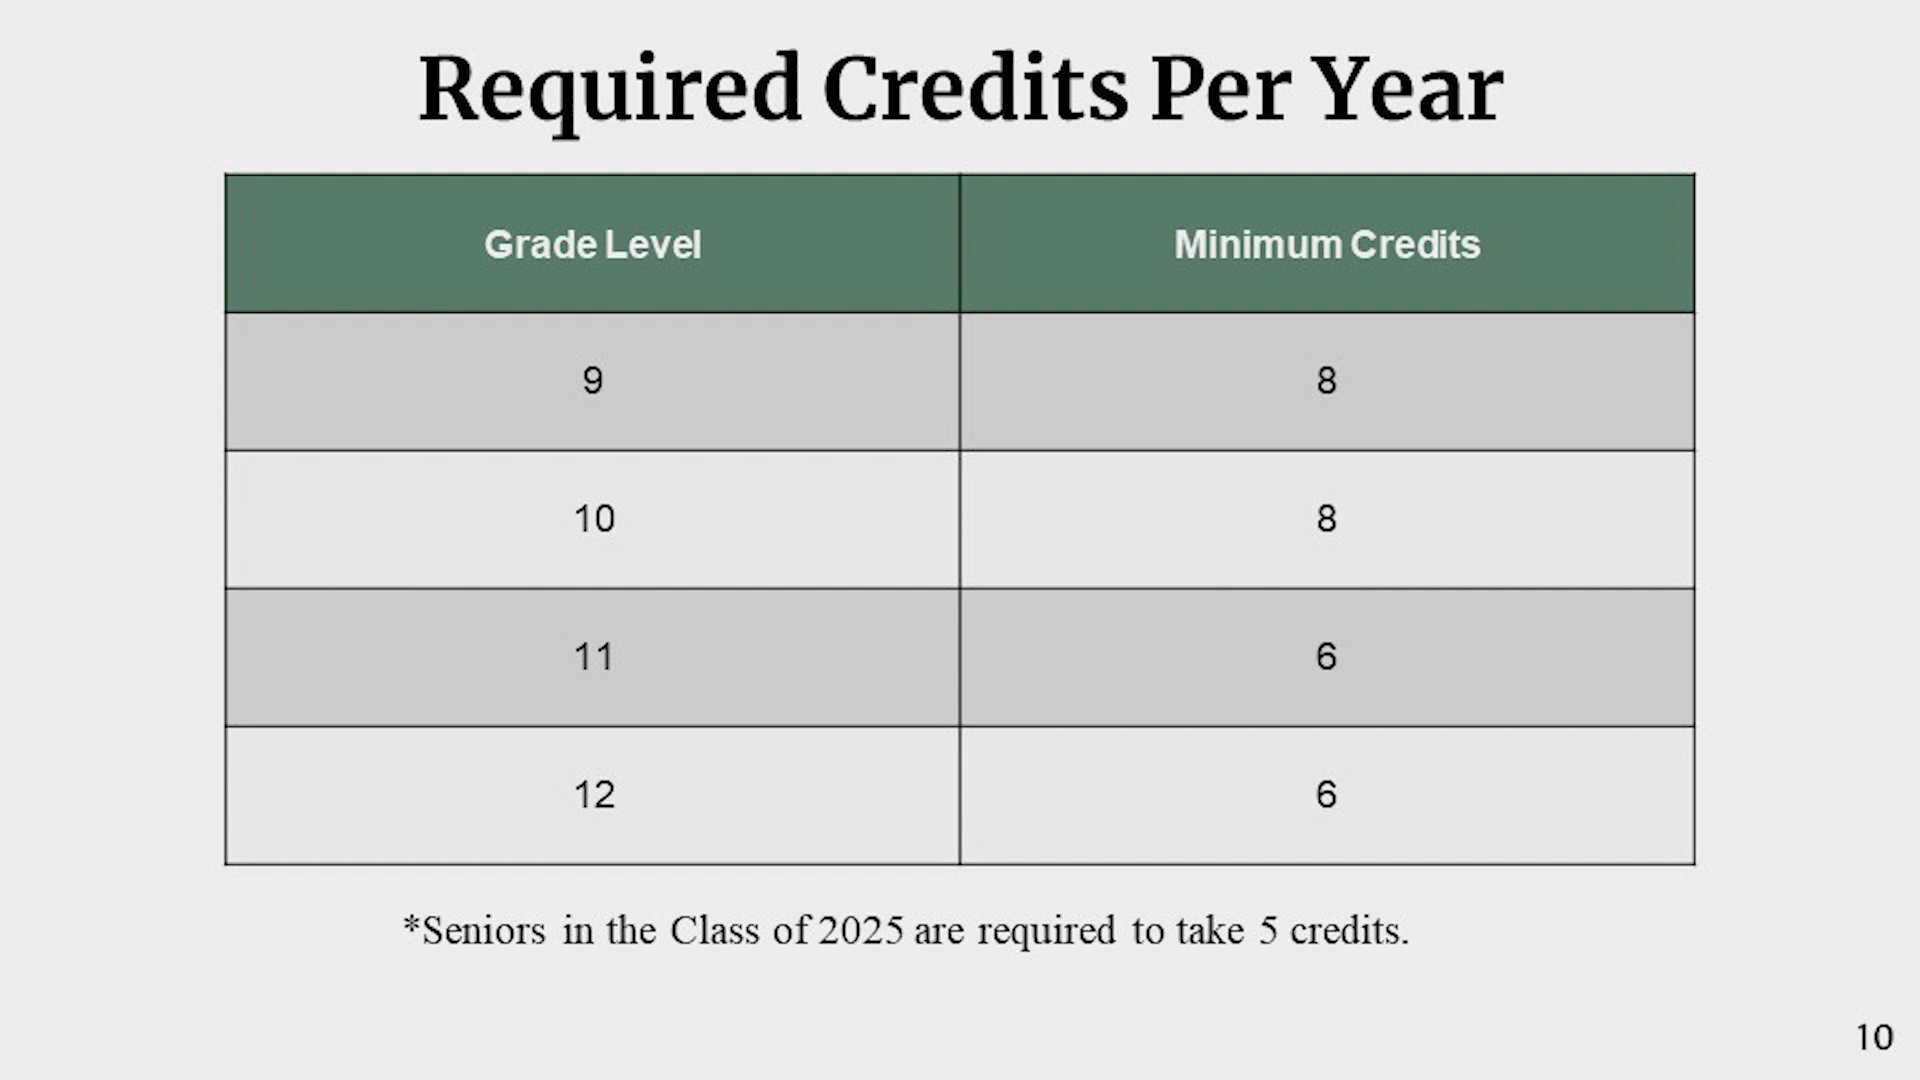 Required Credits Per Year
Grade Level Minimum Credits
9 8
10 8
11 6
12 6
*Seniors in the Class of 2025 are required to take 5 credits.
10